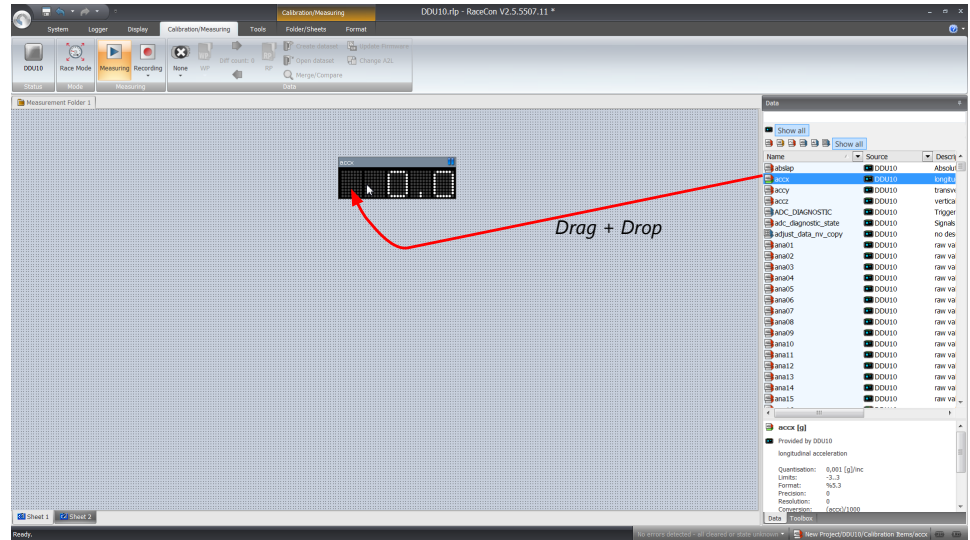 Calibration/Measuring
DDU10.rlp - RaceCon V2.5.5507.11 *
System Logger Display Calibration/Measuring Tools Folder/Sheets Format
DDU10 Race Mode Measuring Recording None WP Diff count: 0 RP
Create dataset Update Firmware
Open dataset Change A2L
Merge/Compare
Status Mode Measuring Data
Measurement Folder 1
accx
0.0
Drag + Drop
Data
Show all
Show all
Name Source Descri
abslap DDU10 Absolu
accx DDU10 longitu
accy DDU10 transve
accz DDU10 vertical
ADC_DIAGNOSTIC DDU10 Trigger
adc_diagnostic_state DDU10 Signals
adjust_data_nv_copy DDU10 no des
ana01 DDU10 raw va
ana02 DDU10 raw va
ana03 DDU10 raw va
ana04 DDU10 raw va
ana05 DDU10 raw va
ana06 DDU10 raw va
ana07 DDU10 raw va
ana08 DDU10 raw va
ana09 DDU10 raw va
ana10 DDU10 raw va
ana11 DDU10 raw va
ana12 DDU10 raw va
ana13 DDU10 raw va
ana14 DDU10 raw va
ana15 DDU10 raw va
accx [g]
Provided by DDU10
longitudinal acceleration
Quantisation: 0,001 [g]/inc
Limits: -3..3
Format: %5.3
Precision: 0
Resolution: 0
Conversion: (accx)/1000
Sheet 1 Sheet 2
Data Toolbox
Ready.
No errors detected - all cleared or state unknown
New Project/DDU10/Calibration Items/accx